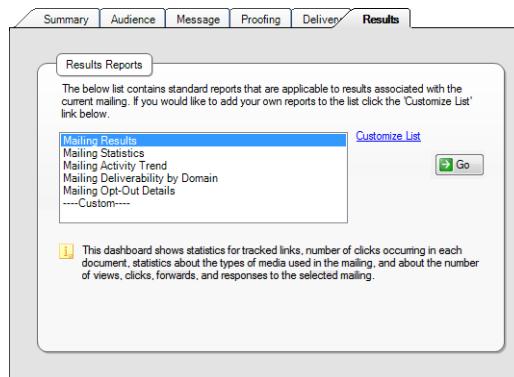 Summary Audience Message Proofing Delivery Results
Results Reports
The below list contains standard reports that are applicable to results associated with the
current mailing. If you would like to add your own reports to the list click the 'Customize List'
link below.
Mailing Results
Customize List
Mailing Statistics
Mailing Activity Trend
Go
Mailing Deliverability by Domain
Mailing Opt-Out Details
----Custom----
This dashboard shows statistics for tracked links, number of clicks occurring in each
document, statistics about the types of media used in the mailing, and about the number
of views, clicks, forwards, and responses to the selected mailing.